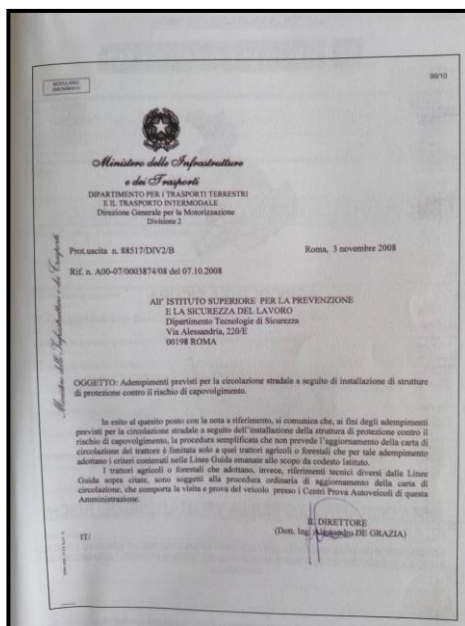 99/10
Ministero delle Infrastrutture
e dei Trasporti
DIPARTIMENTO PER I TRASPORTI TERRESTRI
E IL TRASPORTO INTERMODALE
Direzione Generale per la Motorizzazione
Divisione 2
Prot.uscita n. 88517/DIV2/B
Roma, 3 novembre 2008
Rif. n. A00-07/0003874/08 del 07.10.2008
All' ISTITUTO SUPERIORE PER LA PREVENZIONE
E LA SICUREZZA DEL LAVORO
Dipartimento Tecnologie di Sicurezza
Via Alessandria, 220/E
00198 ROMA
Ministero delle Infrastrutture e dei Trasporti
OGGETTO: Adempimenti previsti per la circolazione stradale a seguito di installazione di strutture
di protezione contro il rischio di capovolgimento.
In esito al quesito posto con la nota a riferimento, si comunica che, ai fini degli adempimenti
previsti per la circolazione stradale a seguito dell'installazione della struttura di protezione contro il
rischio di capovolgimento, la procedura semplificata che non prevede l'aggiornamento della carta di
circolazione del trattore è limitata solo a quei trattori agricoli o forestali che per tale adempimento
adottano i criteri contenuti nelle Linee Guida emanate allo scopo da codesto Istituto.
I trattori agricoli o forestali che adottano, invece, riferimenti tecnici diversi dalle Linee
Guida sopra citate, sono soggetti alla procedura ordinaria di aggiornamento della carta di
circolazione, che comporta la visita e prova del veicolo presso i Centri Prova Autoveicoli di questa
Amministrazione.
IL DIRETTORE
(Dott. Ing. Alessandro DE GRAZIA)